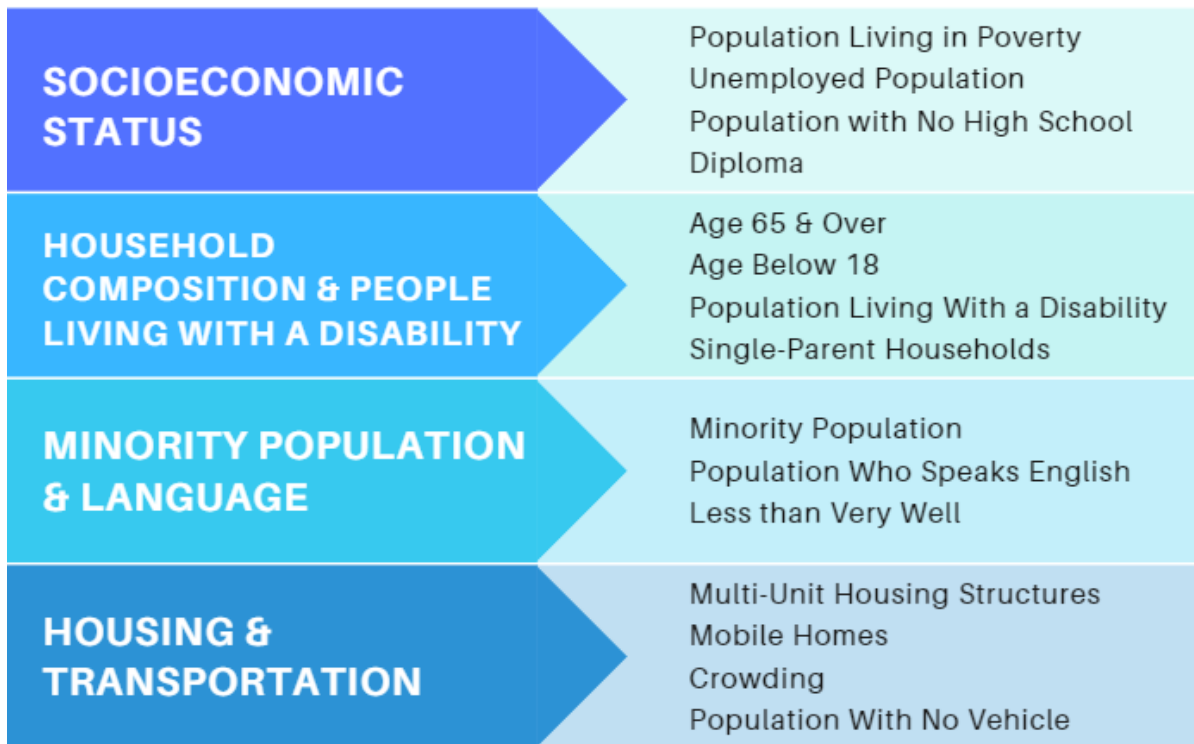 SOCIOECONOMIC
STATUS
Population Living in Poverty
Unemployed Population
Population with No High School
Diploma
HOUSEHOLD
COMPOSITION & PEOPLE
LIVING WITH A DISABILITY
Age 65 & Over
Age Below 18
Population Living With a Disability
Single-Parent Households
MINORITY POPULATION
& LANGUAGE
Minority Population
Population Who Speaks English
Less than Very Well
HOUSING &
TRANSPORTATION
Multi-Unit Housing Structures
Mobile Homes
Crowding
Population With No Vehicle